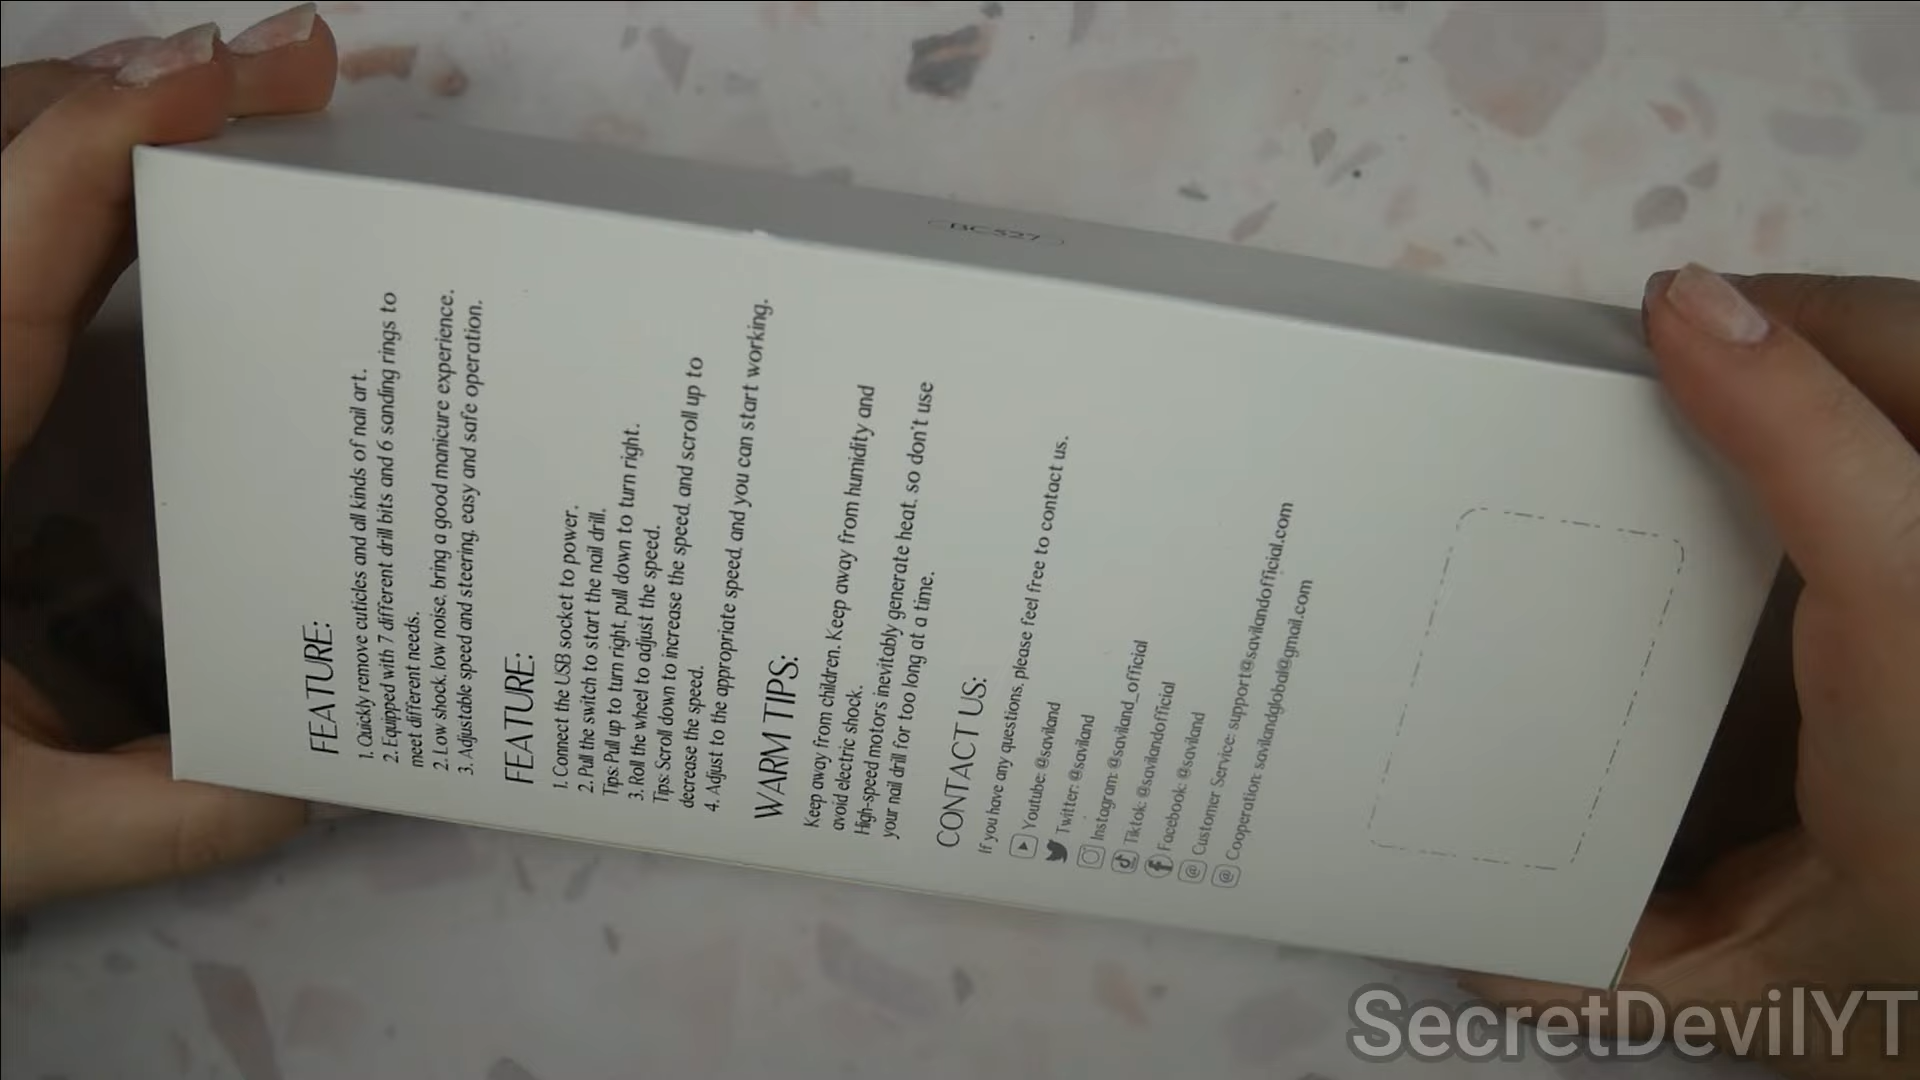 FEATURE:
1. Quickly remove cuticles and all kinds of nail art.
2. Equipped with 7 different drill bits and 6 sanding rings to
meet different needs.
2. Low shock, low noise, bring a good manicure experience.
3. Adjustable speed and steering, easy and safe operation.
FEATURE:
1. Connect the USB socket to power.
2. Pull the switch to start the nail drill.
Tips: Pull up to turn right, pull down to turn right.
3. Roll the wheel to adjust the speed.
Tips: Scroll down to increase the speed, and scroll up to
decrease the speed.
4. Adjust to the appropriate speed, and you can start working.
WARM TIPS:
Keep away from children. Keep away from humidity and
avoid electric shock.
High-speed motors inevitably generate heat, so don't use
your nail drill for too long at a time.
CONTACT US:
If you have any questions, please feel free to contact us.
Youtube: @saviland
Twitter: @saviland
Instagram: @saviland_official
Tiktok: @savilandofficial
Facebook: @saviland
Customer Service: support@savilandofficial.com
Cooperation: savilandglobal@gmail.com
BC527
SecretDevilYT